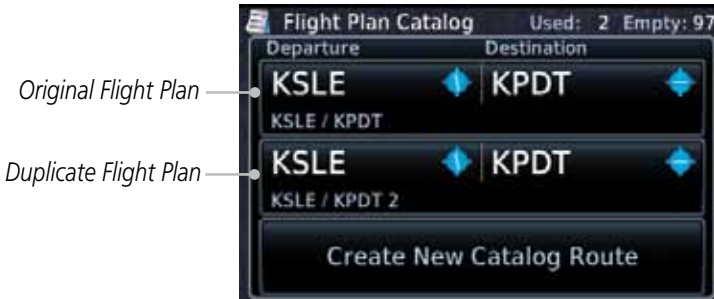 Flight Plan Catalog Used: 2 Empty: 97
Departure Destination
Original Flight Plan
KSLE KPDT
KSLE / KPDT
Duplicate Flight Plan
KSLE KPDT
KSLE / KPDT 2
Create New Catalog Route